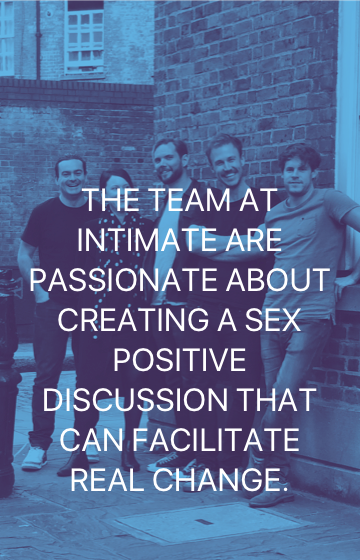 THE TEAM AT
INTIMATE ARE
PASSIONATE ABOUT
CREATING A SEX
POSITIVE
DISCUSSION THAT
CAN FACILITATE
REAL CHANGE.